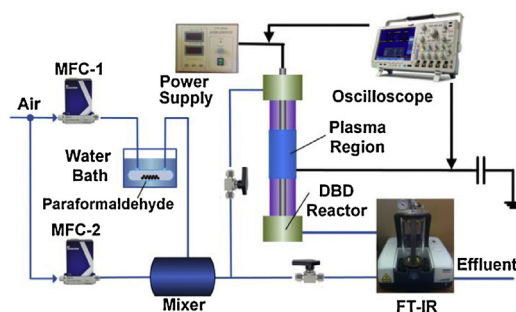 MFC-1
Air
Power
Supply
Oscilloscope
Water
Bath
Plasma
Region
Paraformaldehyde
DBD
Reactor
MFC-2
Mixer
Effluent
FT-IR